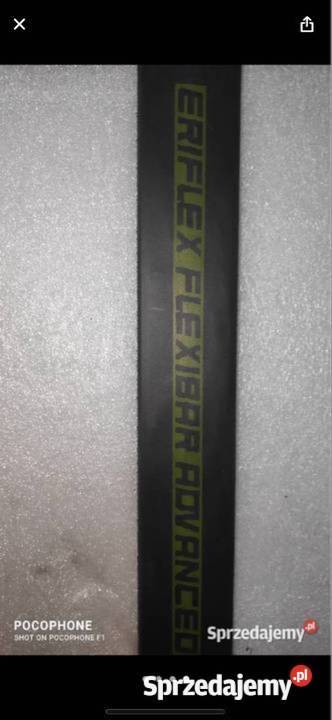 ERIFLEX FLEXIBAR ADVANCED
POCOPHONE
SHOT ON POCOPHONE F1
Sprzedajemy.pl
Sprzedajemy.pl